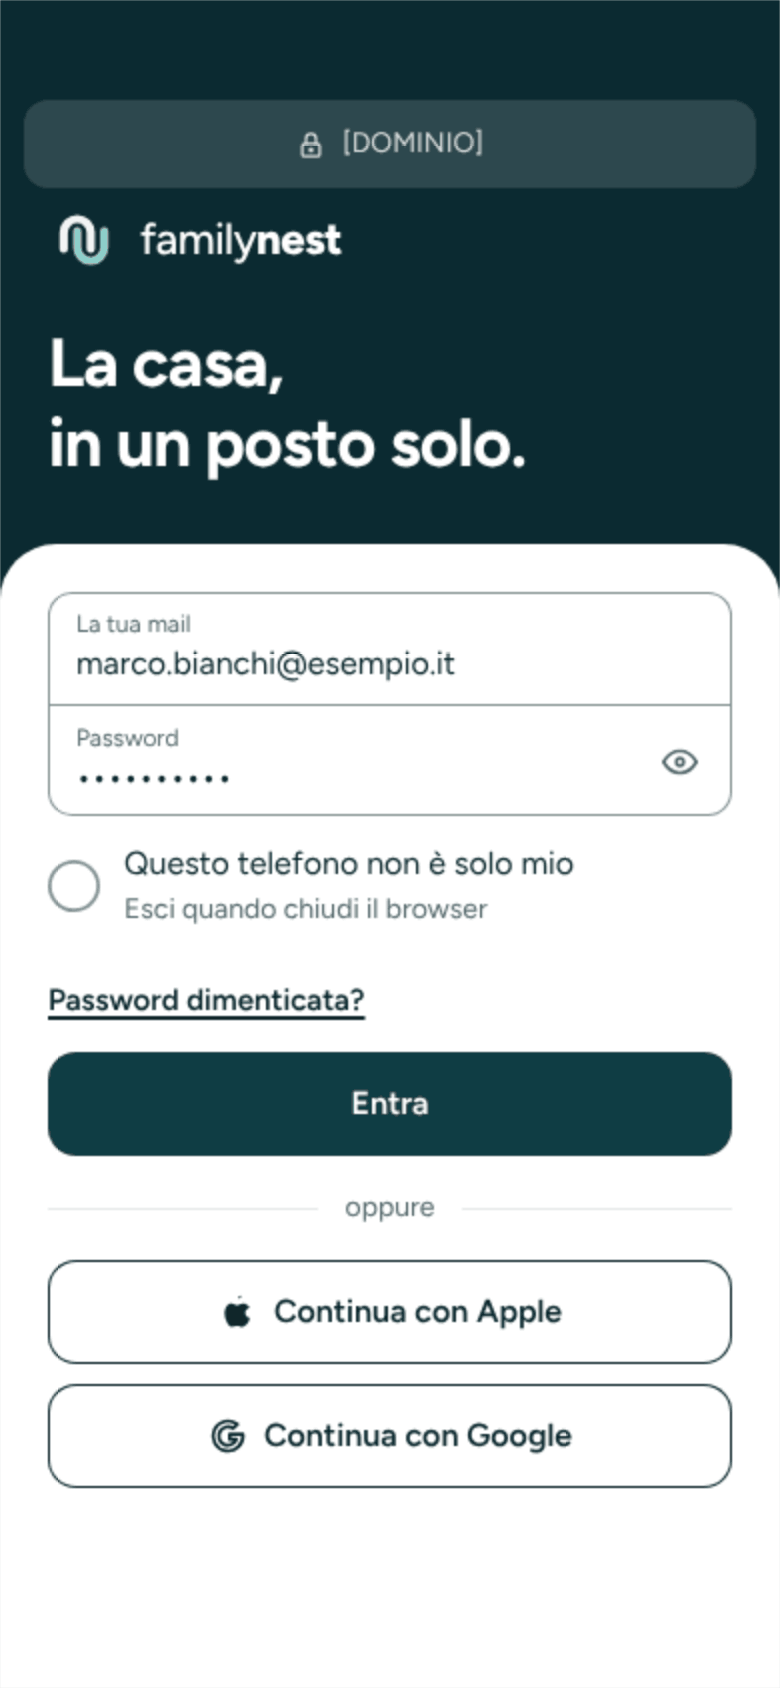 [DOMINIO]
familynest
La casa,
in un posto solo.
La tua mail
marco.bianchi@esempio.it
Password
••••••••••
Questo telefono non è solo mio
Esci quando chiudi il browser
Password dimenticata?
Entra
oppure
Continua con Apple
Continua con Google